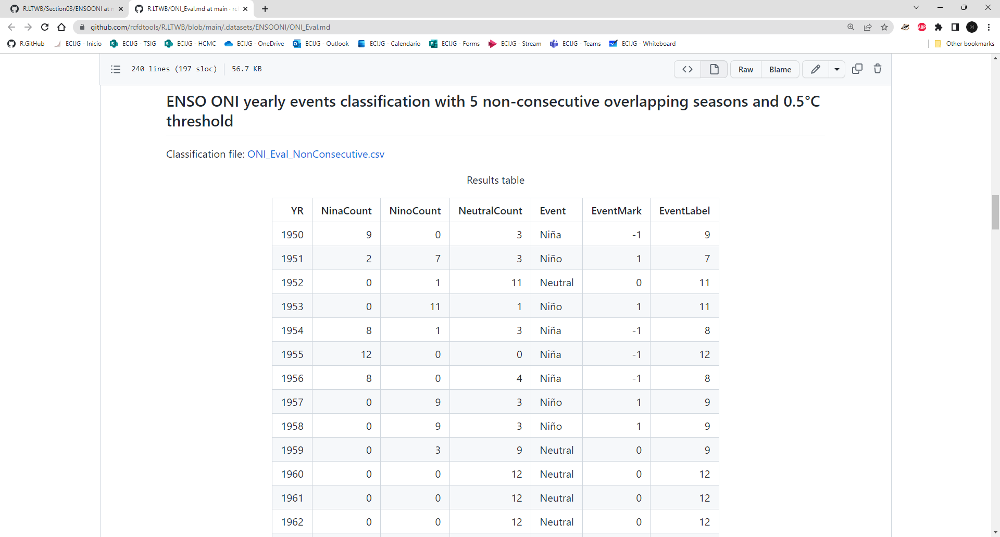 R.LTWB/Section03/ENSOONI at
R.LTWB/ONI_Eval.md at main · rc
github.com/rcfdtools/R.LTWB/blob/main/.datasets/ENSOONI/ONI_Eval.md
ABP
R.GitHub ECIJG - Inicio ECIJG - TSIG ECIJG - HCMC ECIJG - OneDrive ECIJG - Outlook ECIJG - Calendario ECIJG - Forms ECIJG - Stream ECIJG - Teams ECIJG - Whiteboard Other bookmarks
240 lines (197 sloc) 56.7 KB Raw Blame
ENSO ONI yearly events classification with 5 non-consecutive overlapping seasons and 0.5°C
threshold
Classification file: ONI_Eval_NonConsecutive.csv
Results table
YR NinaCount NinoCount NeutralCount Event EventMark EventLabel
1950 9 0 3 Niña -1 9
1951 2 7 3 Niño 1 7
1952 0 1 11 Neutral 0 11
1953 0 11 1 Niño 1 11
1954 8 1 3 Niña -1 8
1955 12 0 0 Niña -1 12
1956 8 0 4 Niña -1 8
1957 0 9 3 Niño 1 9
1958 0 9 3 Niño 1 9
1959 0 3 9 Neutral 0 9
1960 0 0 12 Neutral 0 12
1961 0 0 12 Neutral 0 12
1962 0 0 12 Neutral 0 12